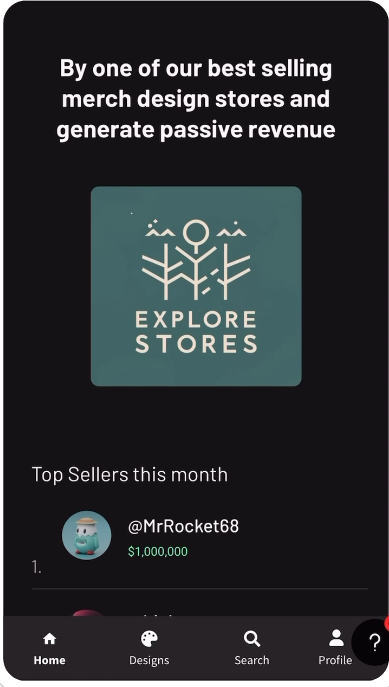 By one of our best selling
merch design stores and
generate passive revenue
EXPLORE
STORES
Top Sellers this month
@MrRocket68
$1,000,000
1.
Home Designs Search Profile
?